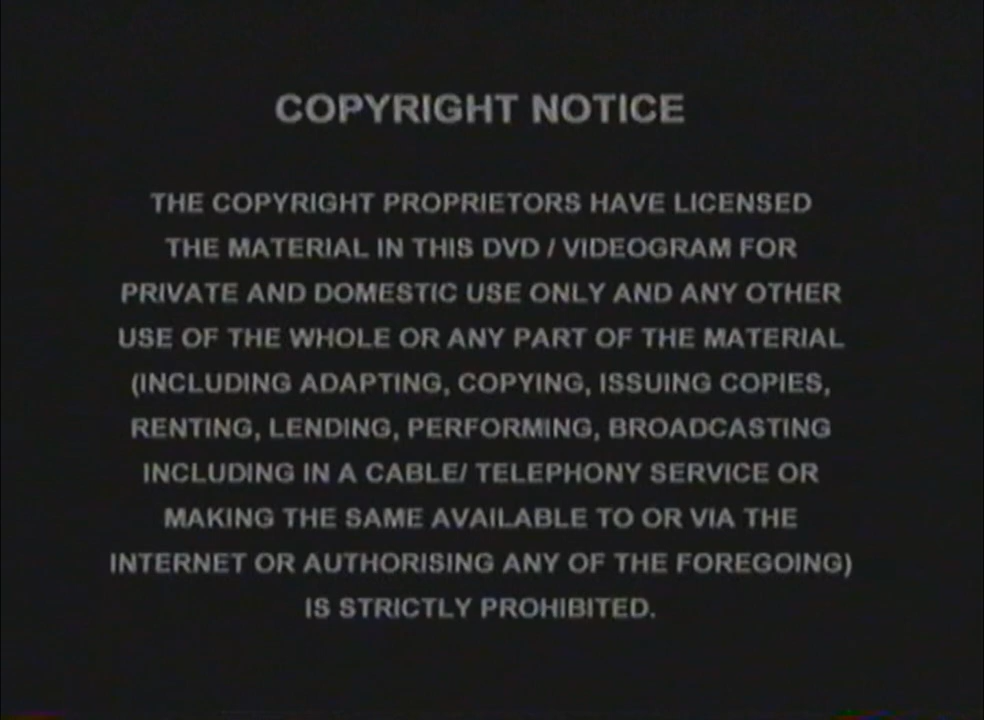 COPYRIGHT NOTICE
THE COPYRIGHT PROPRIETORS HAVE LICENSED
THE MATERIAL IN THIS DVD / VIDEOGRAM FOR
PRIVATE AND DOMESTIC USE ONLY AND ANY OTHER
USE OF THE WHOLE OR ANY PART OF THE MATERIAL
(INCLUDING ADAPTING, COPYING, ISSUING COPIES,
RENTING, LENDING, PERFORMING, BROADCASTING
INCLUDING IN A CABLE/ TELEPHONY SERVICE OR
MAKING THE SAME AVAILABLE TO OR VIA THE
INTERNET OR AUTHORISING ANY OF THE FOREGOING)
IS STRICTLY PROHIBITED.